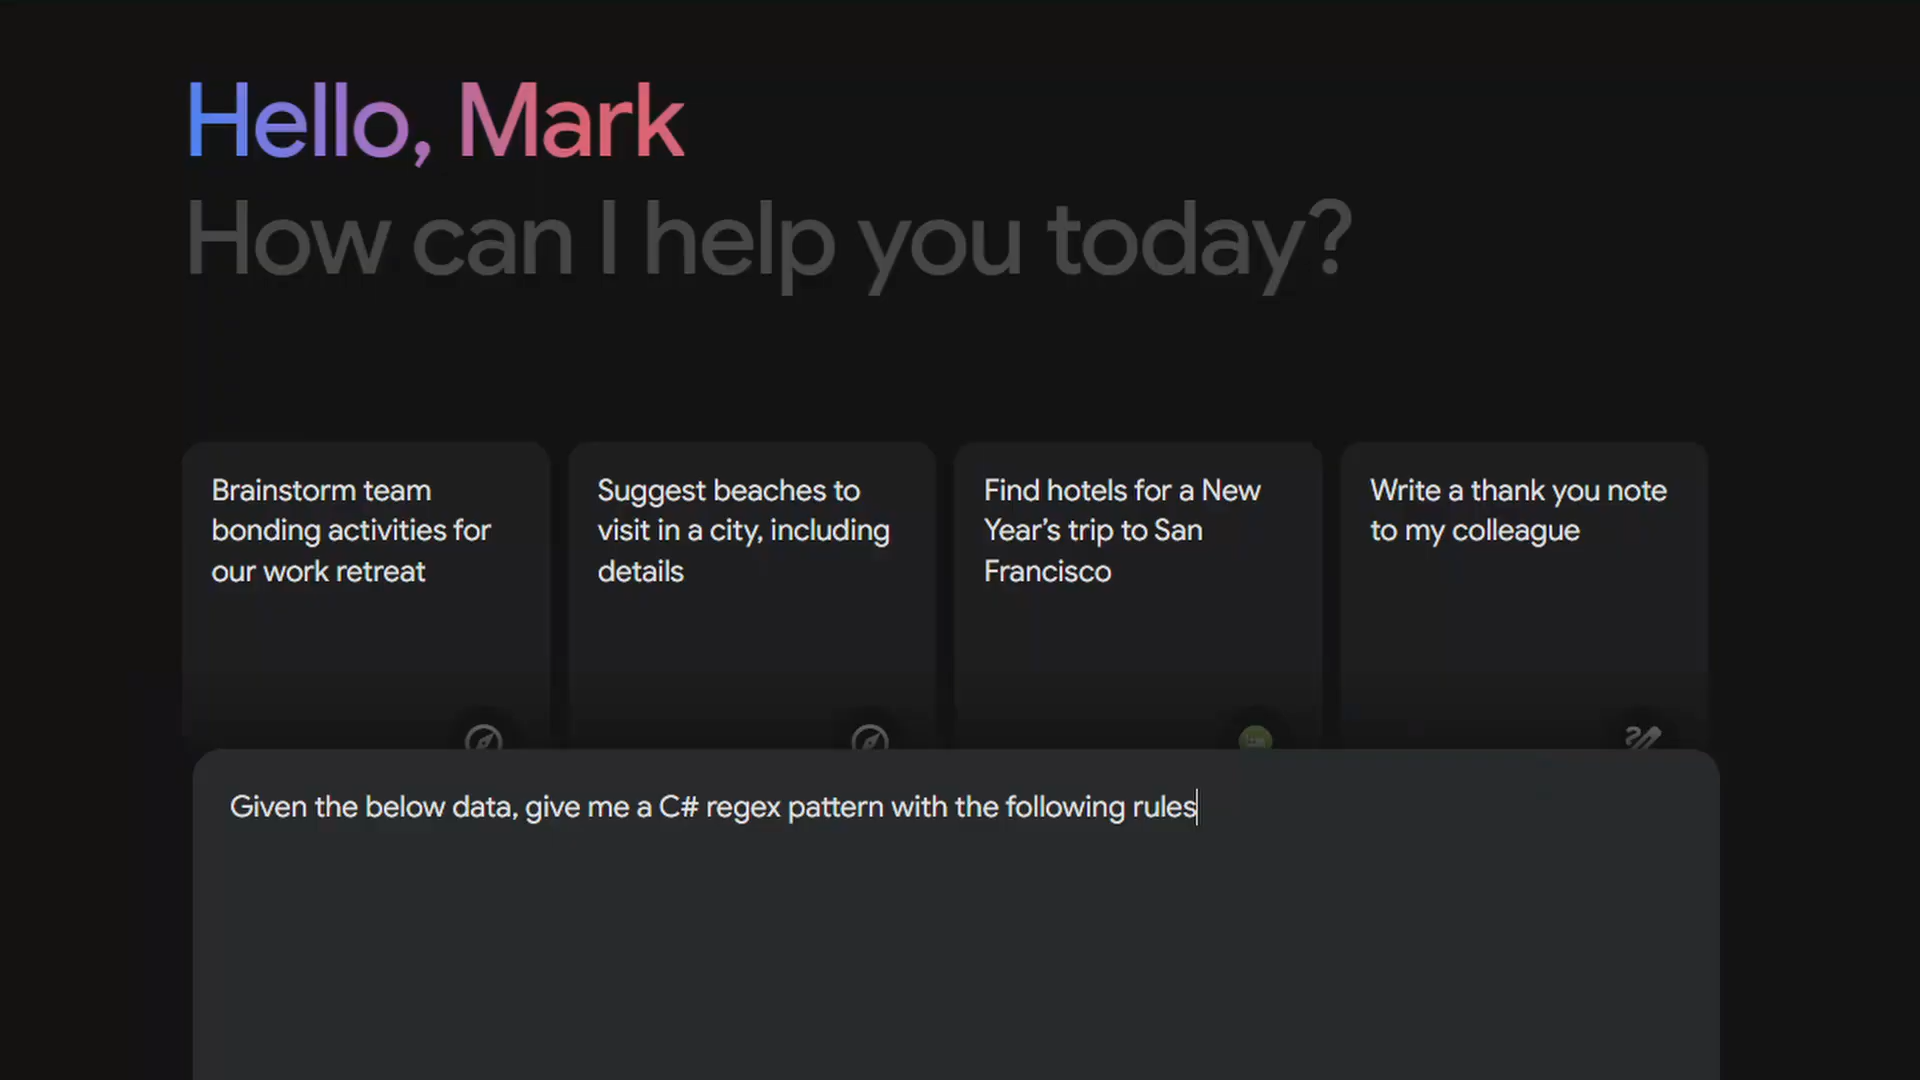 Hello, Mark
How can I help you today?
Brainstorm team
bonding activities for
our work retreat
Suggest beaches to
visit in a city, including
details
Find hotels for a New
Year’s trip to San
Francisco
Write a thank you note
to my colleague
Given the below data, give me a C# regex pattern with the following rules